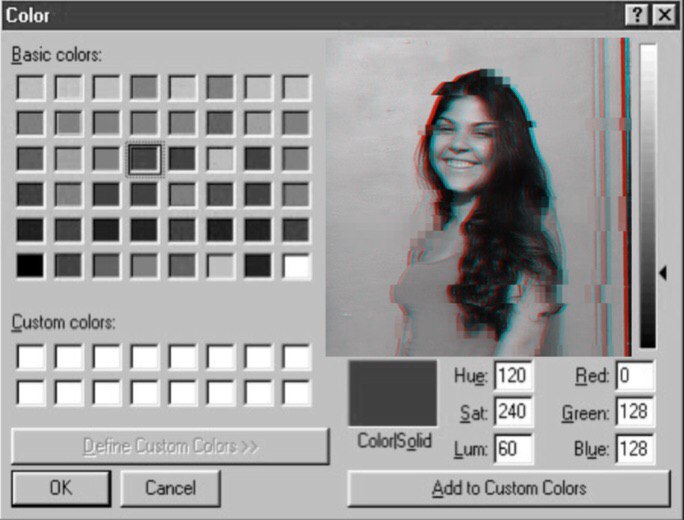 Color
Basic colors:
Custom colors:
Define Custom Colors >>
OK Cancel
Hue: 120 Red: 0
Sat: 240 Green: 128
Color|Solid
Lum: 60 Blue: 128
Add to Custom Colors